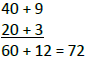 40 + 9
20 + 3
60 + 12 = 72